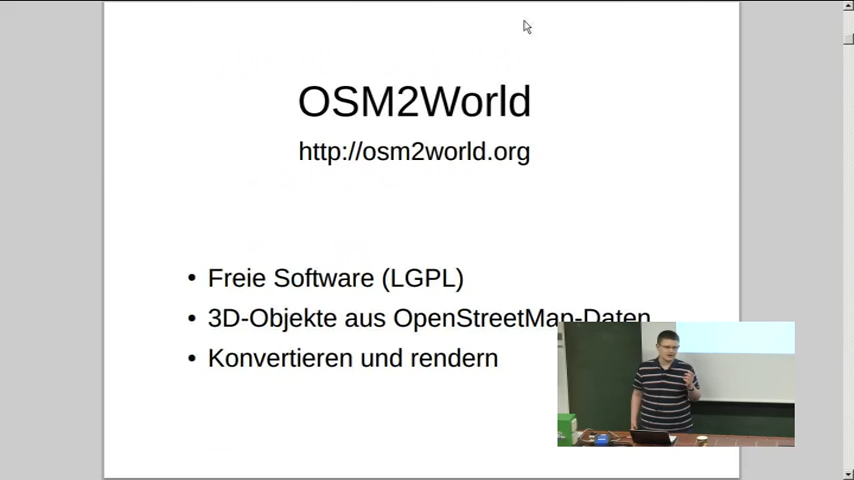 OSM2World
http://osm2world.org
• Freie Software (LGPL)
• 3D-Objekte aus OpenStreetMap-Daten
• Konvertieren und rendern